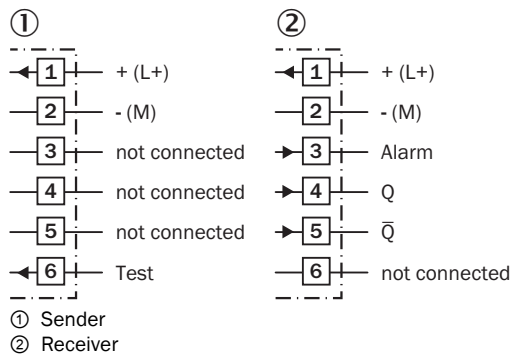 ① ②
1 + (L+) 1 + (L+)
2 - (M) 2 - (M)
3 not connected 3 Alarm
4 not connected 4 Q
5 not connected 5 Q̅
6 Test 6 not connected
① Sender
② Receiver